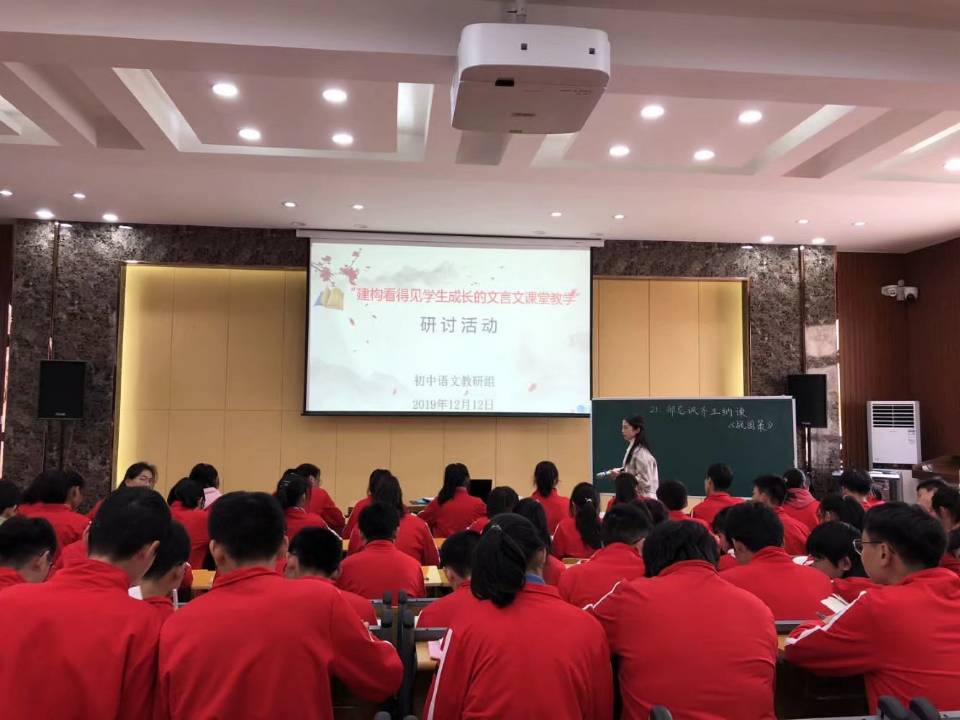 “建构看得见学生成长的文言文课堂教学”
研讨活动
初中语文教研组
2019年12月12日
21. 邹忌讽齐王纳谏
《战国策》